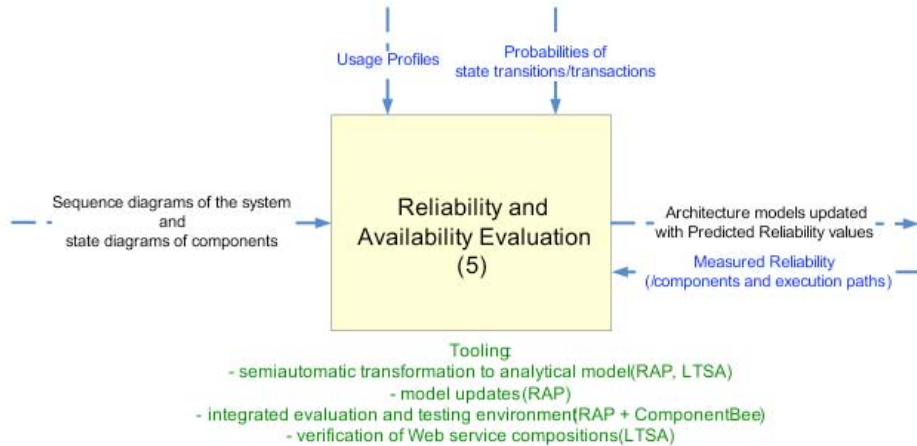 Usage Profiles
Probabilities of
state transitions/transactions
Sequence diagrams of the system
and
state diagrams of components
Reliability and
Availability Evaluation
(5)
Architecture models updated
with Predicted Reliability values
Measured Reliability
(/components and execution paths)
Tooling:
- semiautomatic transformation to analytical model(RAP, LTSA)
- model updates(RAP)
- integrated evaluation and testing environment(RAP + ComponentBee)
- verification of Web service compositions(LTSA)